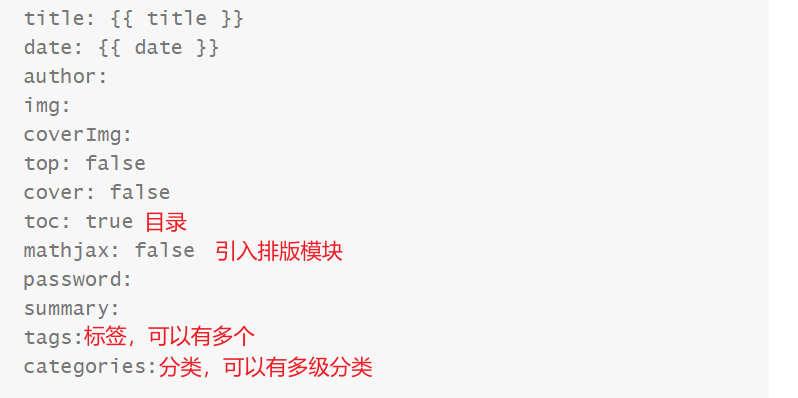 title: {{ title }}
date: {{ date }}
author:
img:
coverImg:
top: false
cover: false
toc: true 目录
mathjax: false 引入排版模块
password:
summary:
tags:标签，可以有多个
categories:分类，可以有多级分类